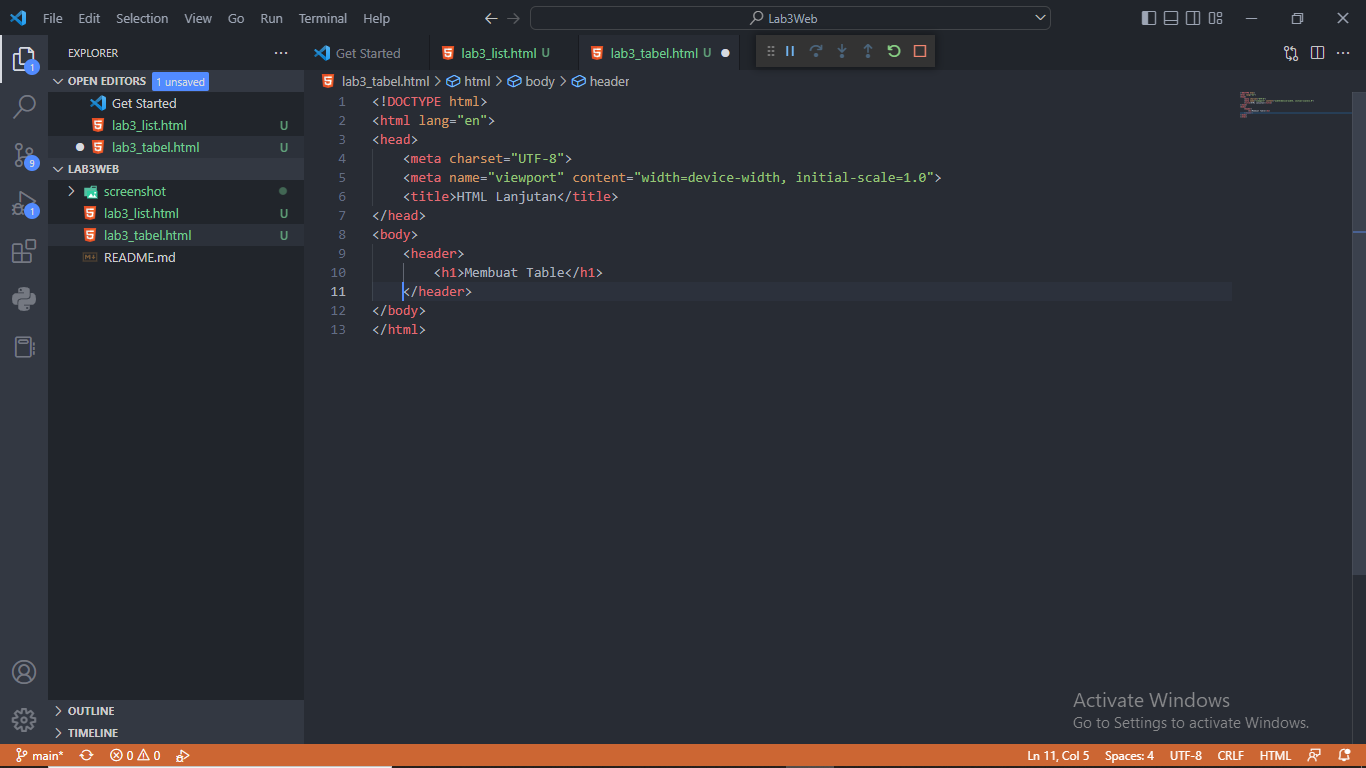 File Edit Selection View Go Run Terminal Help
Lab3Web
EXPLORER
OPEN EDITORS 1 unsaved
Get Started
lab3_list.html U
lab3_tabel.html U
LAB3WEB
screenshot
lab3_list.html U
lab3_tabel.html U
README.md
OUTLINE
TIMELINE
1
9
1
Get Started lab3_list.html U lab3_tabel.html U
lab3_tabel.html > html > body > header
1 <!DOCTYPE html>
2 <html lang="en">
3 <head>
4 <meta charset="UTF-8">
5 <meta name="viewport" content="width=device-width, initial-scale=1.0">
6 <title>HTML Lanjutan</title>
7 </head>
8 <body>
9 <header>
10 <h1>Membuat Table</h1>
11 </header>
12 </body>
13 </html>
Activate Windows
Go to Settings to activate Windows.
main* 0 0 Ln 11, Col 5 Spaces: 4 UTF-8 CRLF HTML